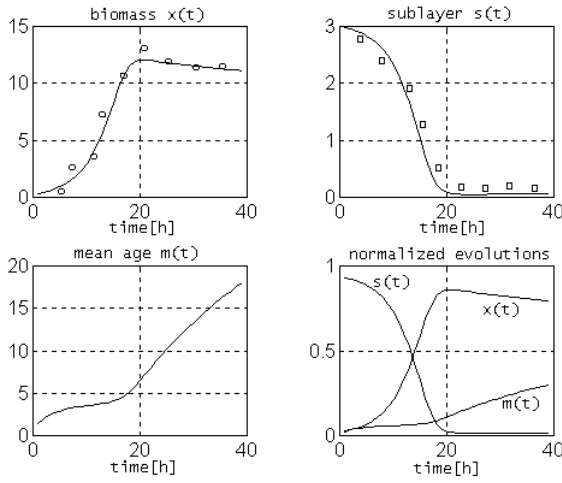 biomass x(t)
15
10
5
0
0
20
40
time[h]
sublayer s(t)
3
2
1
0
0
20
40
time[h]
mean age m(t)
20
15
10
5
0
0
20
40
time[h]
normalized evolutions
1
0.5
0
s(t)
x(t)
m(t)
0
20
40
time[h]